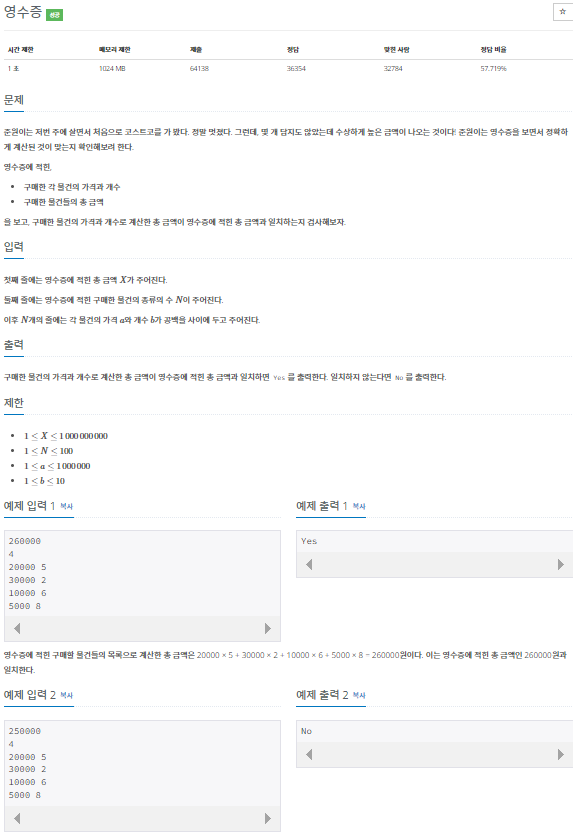 영수증 성공
☆
시간 제한 메모리 제한 제출 정답 맞힌 사람 정답 비율
1 초 1024 MB 64138 36354 32784 57.719%
문제
준원이는 저번 주에 살면서 처음으로 코스트코를 가 봤다. 정말 멋졌다. 그런데, 몇 개 담지도 않았는데 수상하게 높은 금액이 나오는 것이다! 준원이는 영수증을 보면서 정확하
게 계산된 것이 맞는지 확인해보려 한다.
영수증에 적힌,
• 구매한 각 물건의 가격과 개수
• 구매한 물건들의 총 금액
을 보고, 구매한 물건의 가격과 개수로 계산한 총 금액이 영수증에 적힌 총 금액과 일치하는지 검사해보자.
입력
첫째 줄에는 영수증에 적힌 총 금액 X가 주어진다.
둘째 줄에는 영수증에 적힌 구매한 물건의 종류의 수 N이 주어진다.
이후 N개의 줄에는 각 물건의 가격 a와 개수 b가 공백을 사이에 두고 주어진다.
출력
구매한 물건의 가격과 개수로 계산한 총 금액이 영수증에 적힌 총 금액과 일치하면 Yes 를 출력한다. 일치하지 않는다면 No 를 출력한다.
제한
• 1 ≤ X ≤ 1 000 000 000
• 1 ≤ N ≤ 100
• 1 ≤ a ≤ 1 000 000
• 1 ≤ b ≤ 10
예제 입력 1 복사
260000
4
20000 5
30000 2
10000 6
5000 8
예제 출력 1 복사
Yes
영수증에 적힌 구매할 물건들의 목록으로 계산한 총 금액은 20000 × 5 + 30000 × 2 + 10000 × 6 + 5000 × 8 = 260000원이다. 이는 영수증에 적힌 총 금액인 260000원과
일치한다.
예제 입력 2 복사
250000
4
20000 5
30000 2
10000 6
5000 8
예제 출력 2 복사
No